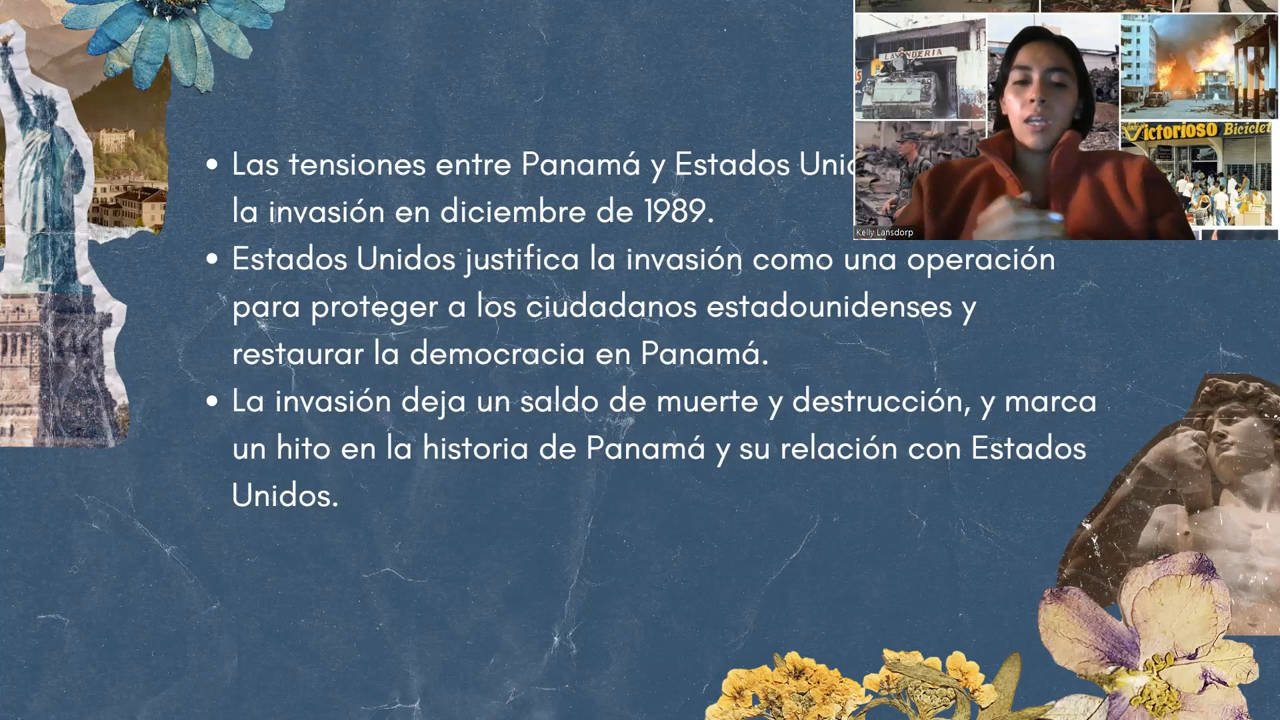 Las tensiones entre Panamá y Estados
la invasión en diciembre de 1989.
Estados Unidos justifica la invasión como una operación
para proteger a los ciudadanos estadounidenses y
restaurar la democracia en Panamá.
La invasión deja un saldo de muerte y destrucción, y marca
un hito en la historia de Panamá y su relación con Estados
Unidos.
LAVANDERIA
Victorioso Biciclet
Kelly Lansdorp